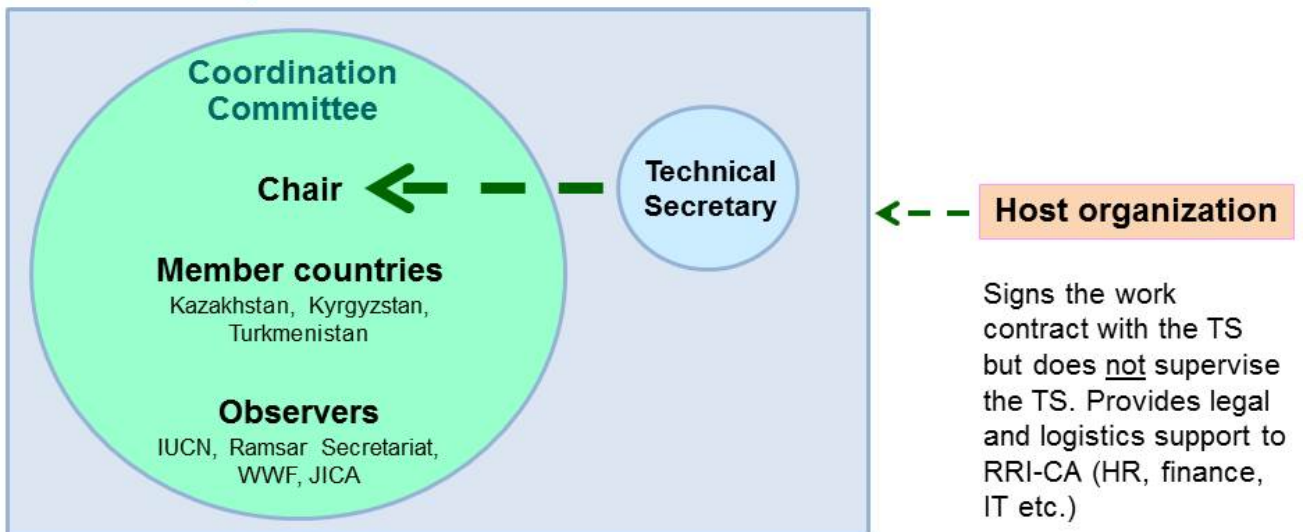 Coordination
Committee
Chair
Member countries
Kazakhstan, Kyrgyzstan,
Turkmenistan
Observers
IUCN, Ramsar Secretariat,
WWF, JICA
Technical
Secretary
Host organization
Signs the work
contract with the TS
but does not supervise
the TS. Provides legal
and logistics support to
RRI-CA (HR, finance,
IT etc.)